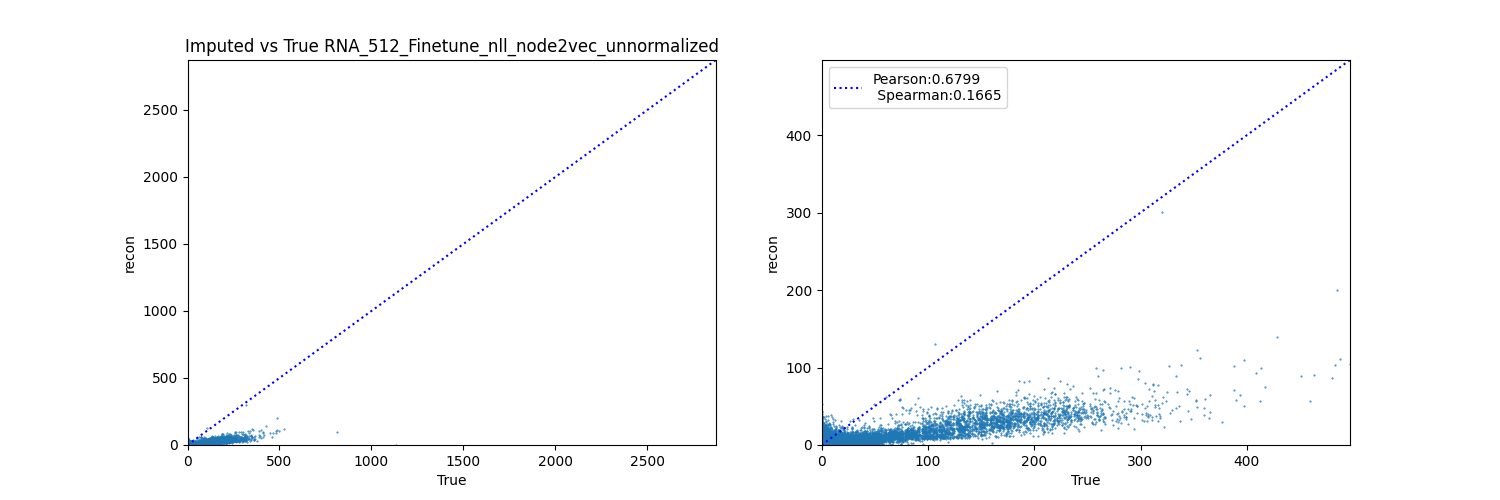 Imputed vs True RNA_512_Finetune_nll_node2vec_unnormalized
2500
2000
1500
1000
500
0
recon
0 500 1000 1500 2000 2500
True
Pearson:0.6799
Spearman:0.1665
400
300
200
100
0
recon
0 100 200 300 400
True